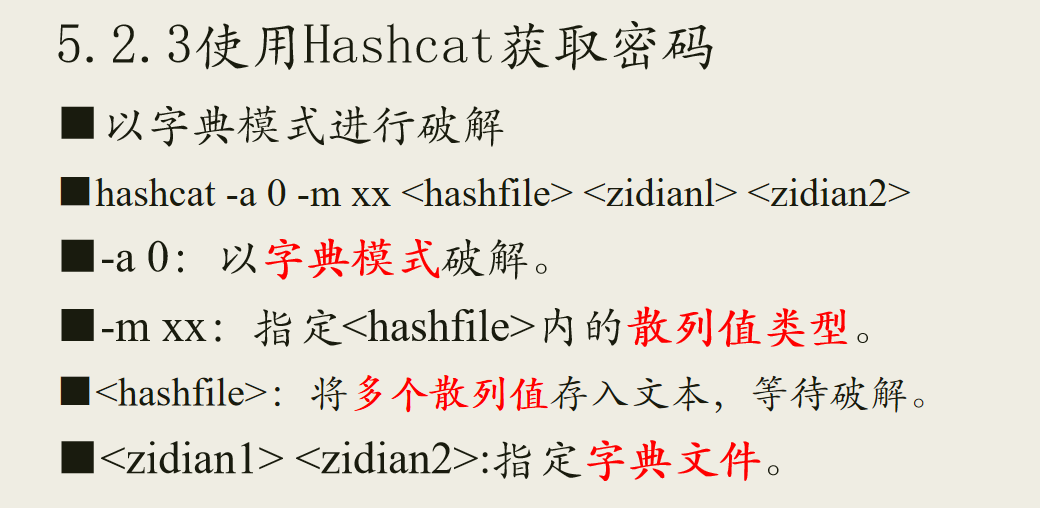 5.2.3使用Hashcat获取密码
■以字典模式进行破解
■hashcat -a 0 -m xx <hashfile> <zidianl> <zidian2>
■-a 0：以字典模式破解。
■-m xx：指定<hashfile>内的散列值类型。
■<hashfile>：将多个散列值存入文本，等待破解。
■<zidian1> <zidian2>:指定字典文件。